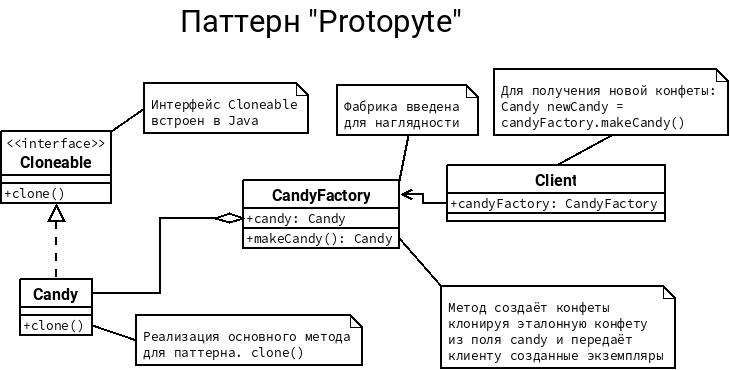 Паттерн "Protopyte"
Интерфейс Cloneable
встроен в Java
Фабрика введена
для наглядности
Для получения новой конфеты:
Candy newCandy =
candyFactory.makeCandy()
<<interface>>
Cloneable
+clone()
CandyFactory
+candy: Candy
+makeCandy(): Candy
Client
+candyFactory: CandyFactory
Candy
+clone()
Реализация основного метода
для паттерна. clone()
Метод создаёт конфеты
клонируя эталонную конфету
из поля candy и передаёт
клиенту созданные экземпляры